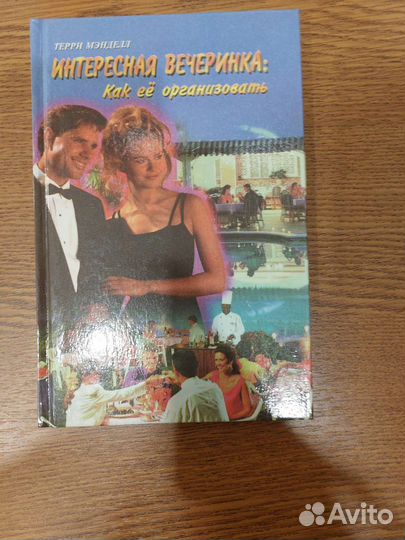 ТЕРРИ МЭНДЕЛЛ
ИНТЕРЕСНАЯ ВЕЧЕРИНКА:
Как её организовать
Avito